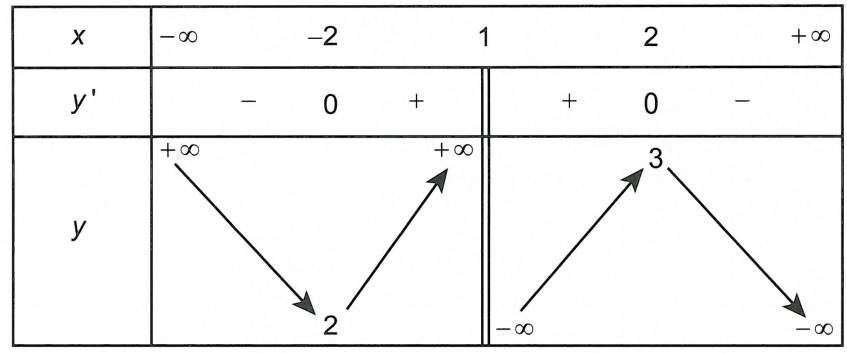 x −∞ −2 1 2 +∞
y' − 0 + + 0 −
+∞ +∞ 3
y
2 −∞ −∞